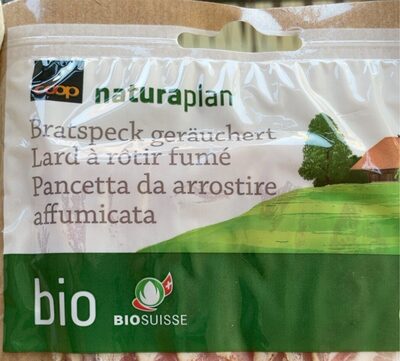 coop naturaplan
Bratspeck geräuchert
Lard à rôtir fumé
Pancetta da arrostire
affumicata
bio BIOSUISSE